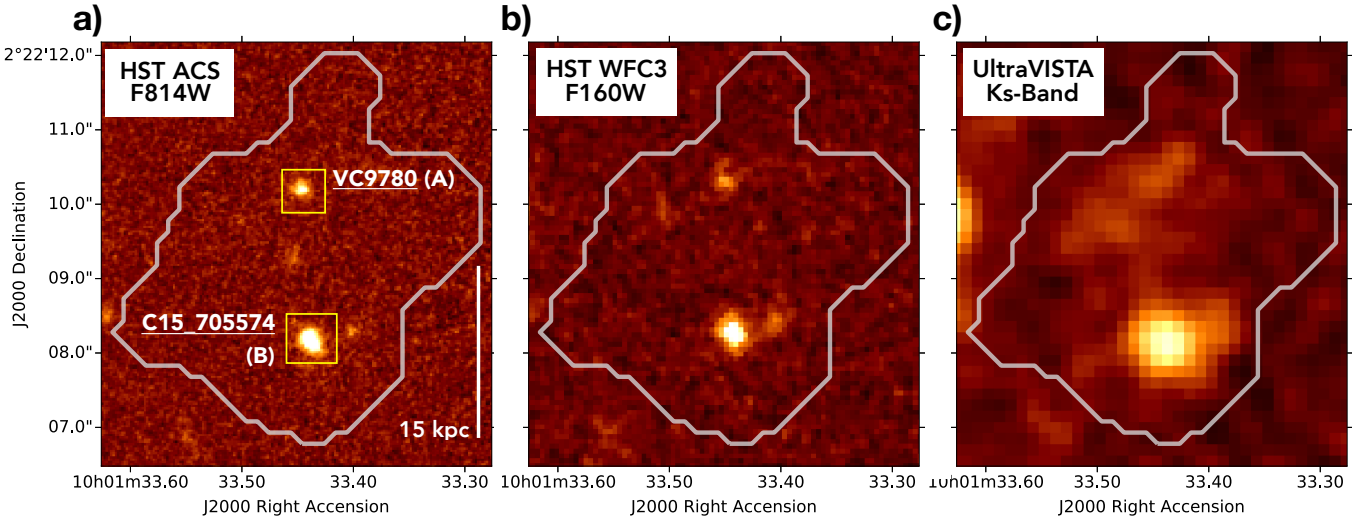 a)
HST ACS
F814W
VC9780 (A)
C15_705574
(B)
15 kpc
2°22'12.0"
11.0"
10.0"
09.0"
08.0"
07.0"
J2000 Declination
10h01m33.60
33.50
33.40
33.30
J2000 Right Accension
b)
HST WFC3
F160W
10h01m33.60
33.50
33.40
33.30
J2000 Right Accension
c)
UltraVISTA
Ks-Band
10h01m33.60
33.50
33.40
33.30
J2000 Right Accension